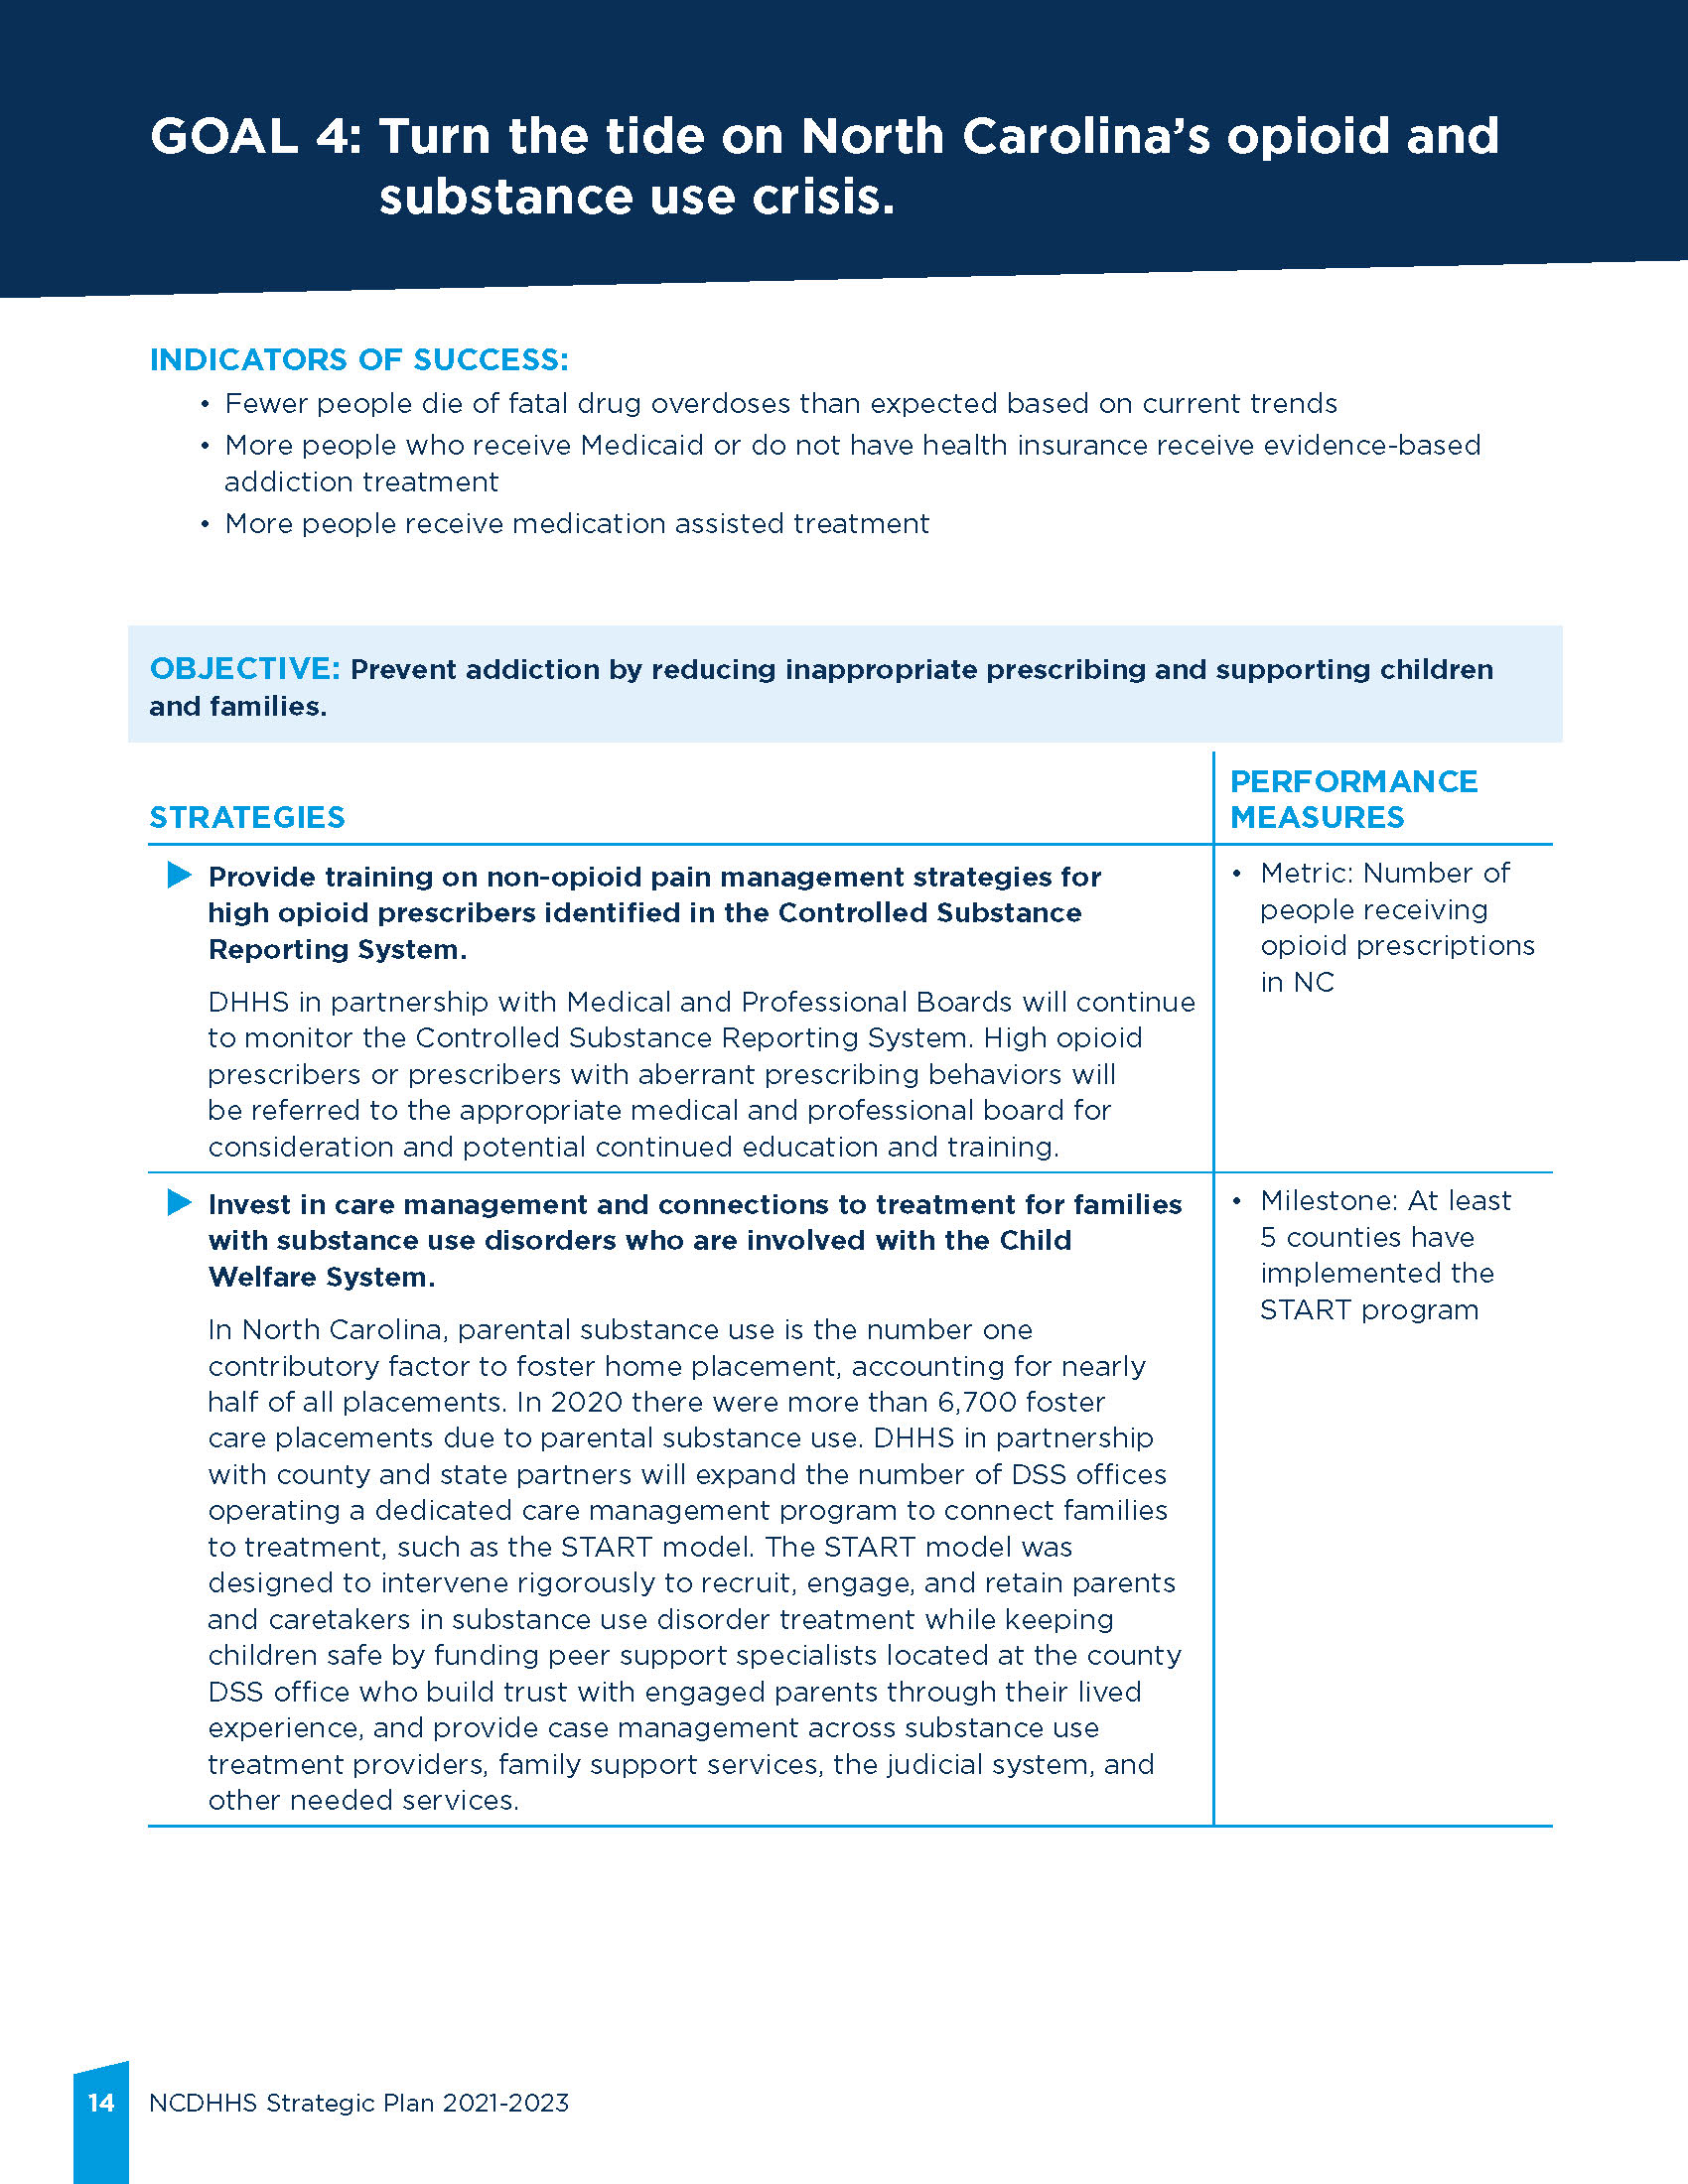 GOAL 4: Turn the tide on North Carolina’s opioid and
substance use crisis.
INDICATORS OF SUCCESS:
• Fewer people die of fatal drug overdoses than expected based on current trends
• More people who receive Medicaid or do not have health insurance receive evidence-based
addiction treatment
• More people receive medication assisted treatment
OBJECTIVE: Prevent addiction by reducing inappropriate prescribing and supporting children
and families.
STRATEGIES
PERFORMANCE
MEASURES
▶ Provide training on non-opioid pain management strategies for
high opioid prescribers identified in the Controlled Substance
Reporting System.
DHHS in partnership with Medical and Professional Boards will continue
to monitor the Controlled Substance Reporting System. High opioid
prescribers or prescribers with aberrant prescribing behaviors will
be referred to the appropriate medical and professional board for
consideration and potential continued education and training.
• Metric: Number of
people receiving
opioid prescriptions
in NC
▶ Invest in care management and connections to treatment for families
with substance use disorders who are involved with the Child
Welfare System.
In North Carolina, parental substance use is the number one
contributory factor to foster home placement, accounting for nearly
half of all placements. In 2020 there were more than 6,700 foster
care placements due to parental substance use. DHHS in partnership
with county and state partners will expand the number of DSS offices
operating a dedicated care management program to connect families
to treatment, such as the START model. The START model was
designed to intervene rigorously to recruit, engage, and retain parents
and caretakers in substance use disorder treatment while keeping
children safe by funding peer support specialists located at the county
DSS office who build trust with engaged parents through their lived
experience, and provide case management across substance use
treatment providers, family support services, the judicial system, and
other needed services.
• Milestone: At least
5 counties have
implemented the
START program
14 NCDHHS Strategic Plan 2021-2023